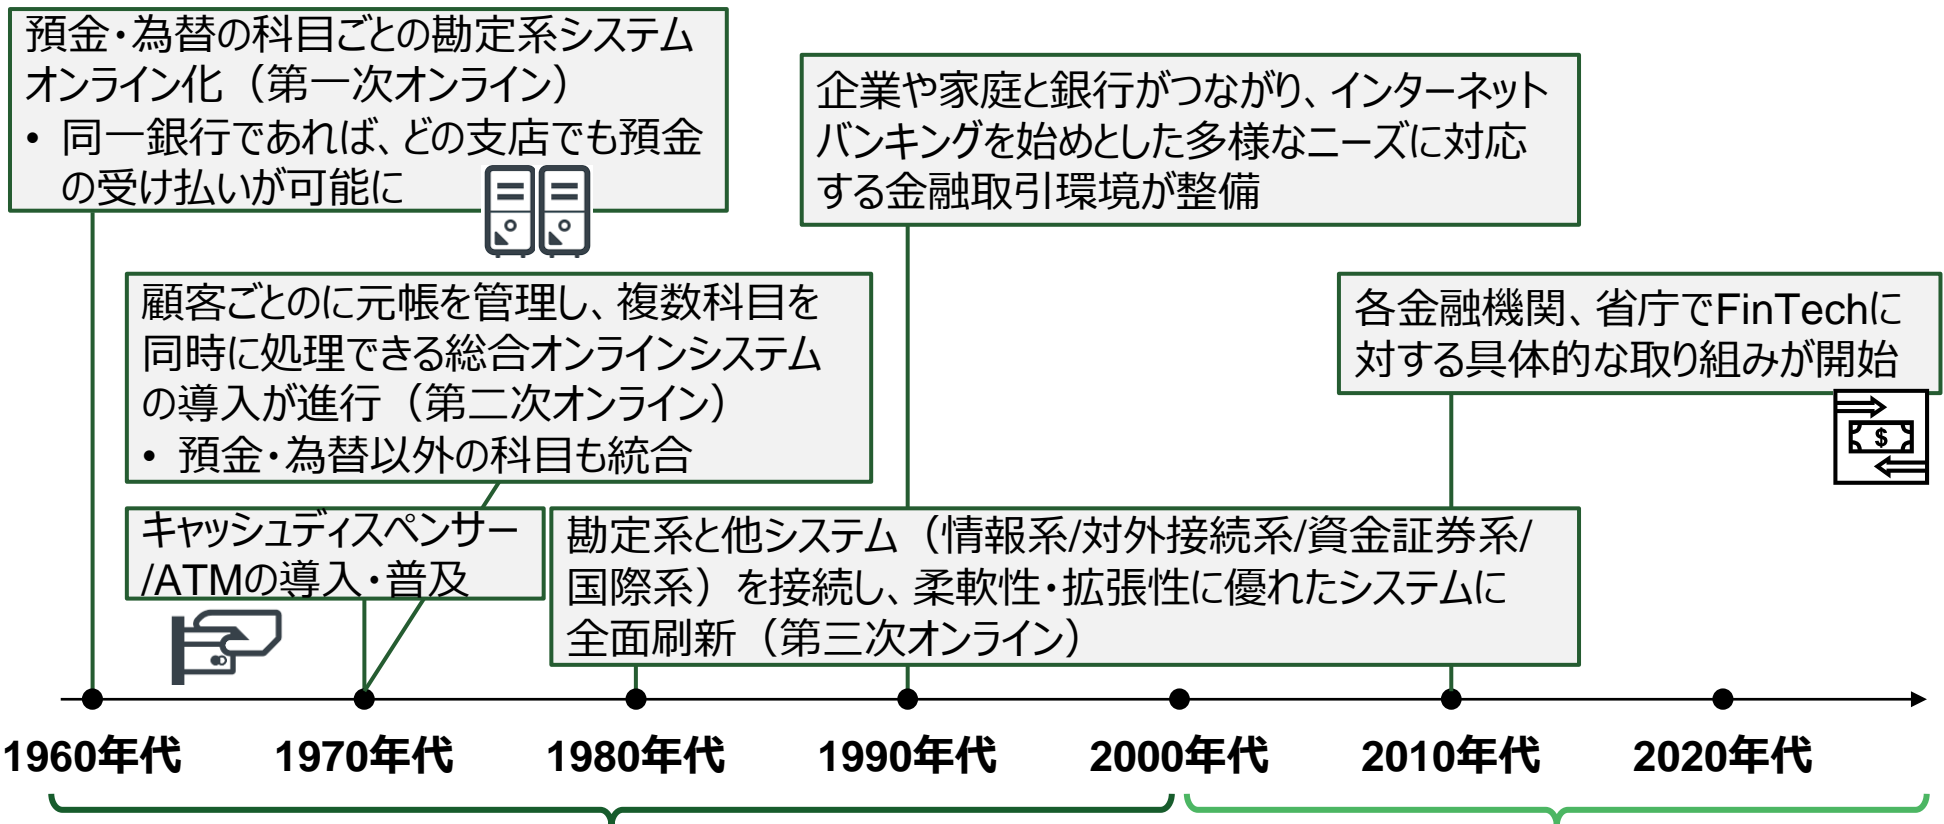 預金・為替の科目ごとの勘定系システム
オンライン化（第一次オンライン）
• 同一銀行であれば、どの支店でも預金
の受け払いが可能に
企業や家庭と銀行がつながり、インターネット
バンキングを始めとした多様なニーズに対応
する金融取引環境が整備
顧客ごとのに元帳を管理し、複数科目を
同時に処理できる総合オンラインシステム
の導入が進行（第二次オンライン）
• 預金・為替以外の科目も統合
各金融機関、省庁でFinTechに
対する具体的な取り組みが開始
$
キャッシュディスペンサー
/ATMの導入・普及
勘定系と他システム（情報系/対外接続系/資金証券系/
国際系）を接続し、柔軟性・拡張性に優れたシステムに
全面刷新（第三次オンライン）
1960年代 1970年代 1980年代 1990年代 2000年代 2010年代 2020年代